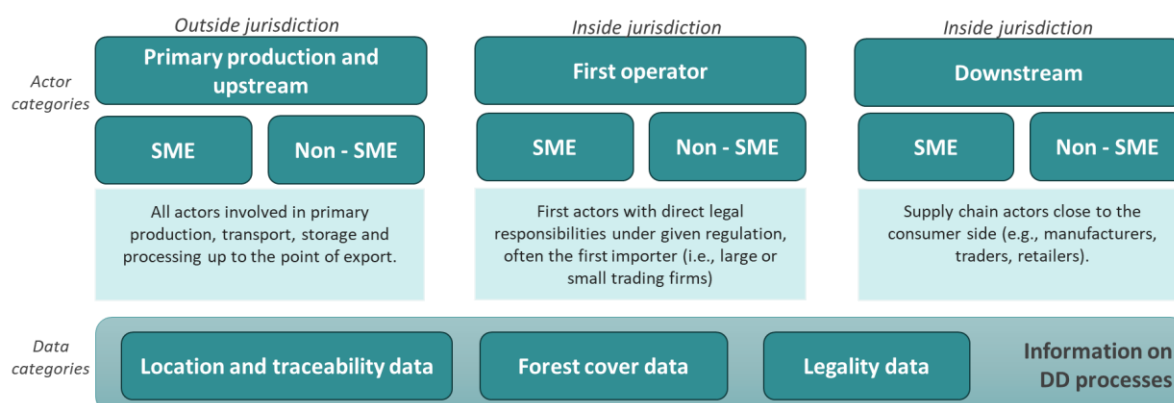 Outside jurisdiction
Inside jurisdiction
Inside jurisdiction
Actor
categories
Primary production and
upstream
First operator
Downstream
SME
Non - SME
SME
Non - SME
SME
Non - SME
All actors involved in primary
production, transport, storage and
processing up to the point of export.
First actors with direct legal
responsibilities under given regulation,
often the first importer (i.e., large or
small trading firms)
Supply chain actors close to the
consumer side (e.g., manufacturers,
traders, retailers).
Data
categories
Location and traceability data
Forest cover data
Legality data
Information on
DD processes